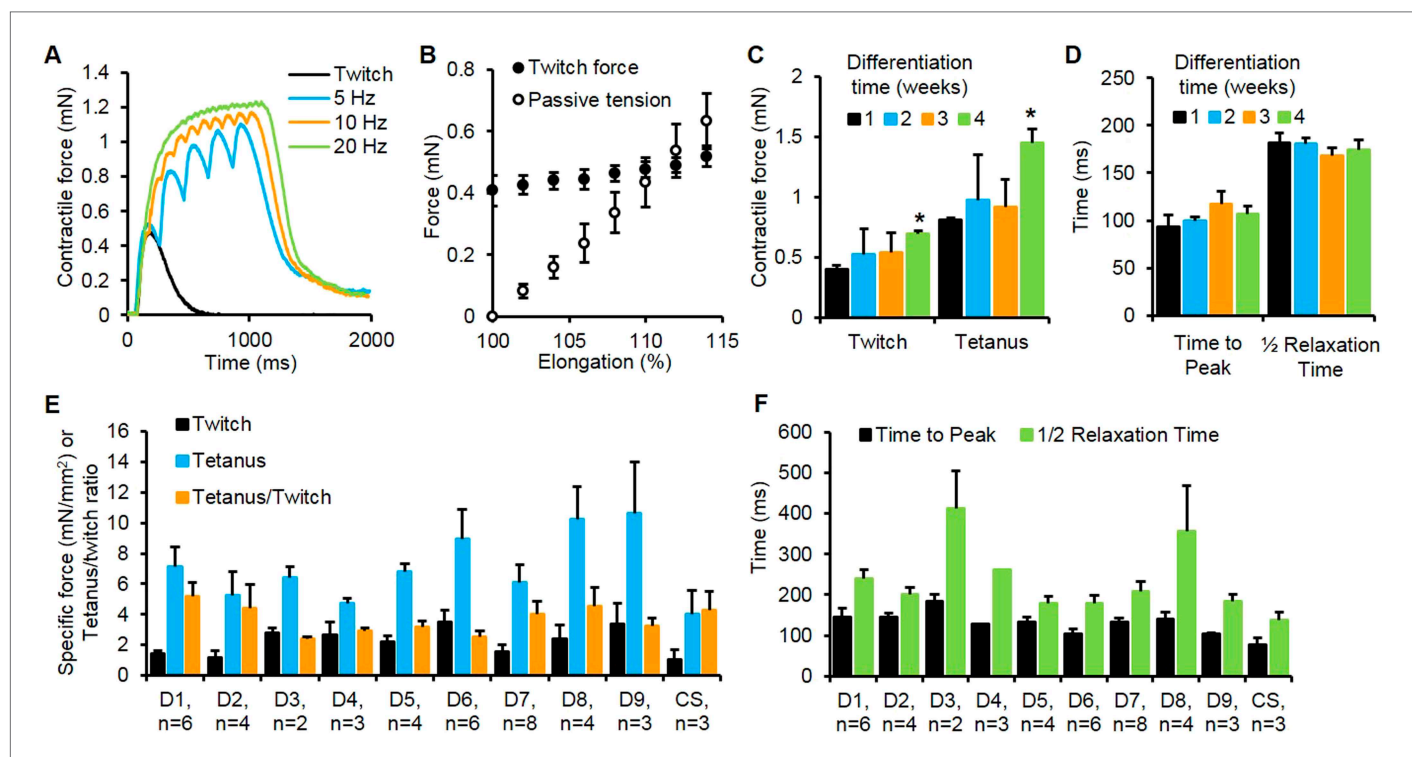 A
Contractile force (mN)
1.4
1.2
1
0.8
0.6
0.4
0.2
0
0
1000
2000
Time (ms)
Twitch
5 Hz
10 Hz
20 Hz
B
Force (mN)
0.8
0.6
0.4
0.2
0
100
105
110
115
Elongation (%)
Twitch force
Passive tension
C
Differentiation
time (weeks)
1 2 3 4
Contractile force (mN)
2
1.5
1
0.5
0
*
*
Twitch
Tetanus
D
Differentiation
time (weeks)
1 2 3 4
Time (ms)
250
200
150
100
50
0
Time to
Peak
½ Relaxation
Time
E
Specific force (mN/mm²) or
Tetanus/twitch ratio
16
14
12
10
8
6
4
2
0
Twitch
Tetanus
Tetanus/Twitch
D1, D2, D3, D4, D5, D6, D7, D8, D9, CS,
n=6 n=4 n=2 n=3 n=4 n=6 n=8 n=4 n=3 n=3
F
Time (ms)
600
500
400
300
200
100
0
Time to Peak
1/2 Relaxation Time
D1, D2, D3, D4, D5, D6, D7, D8, D9, CS,
n=6 n=4 n=2 n=3 n=4 n=6 n=8 n=4 n=3 n=3